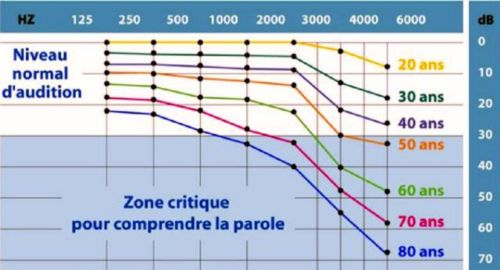 HZ 125 250 500 1000 2000 3000 4000 6000 dB
Niveau
normal
d'audition
Zone critique
pour comprendre la parole
20 ans
30 ans
40 ans
50 ans
60 ans
70 ans
80 ans
0
10
20
30
40
50
60
70